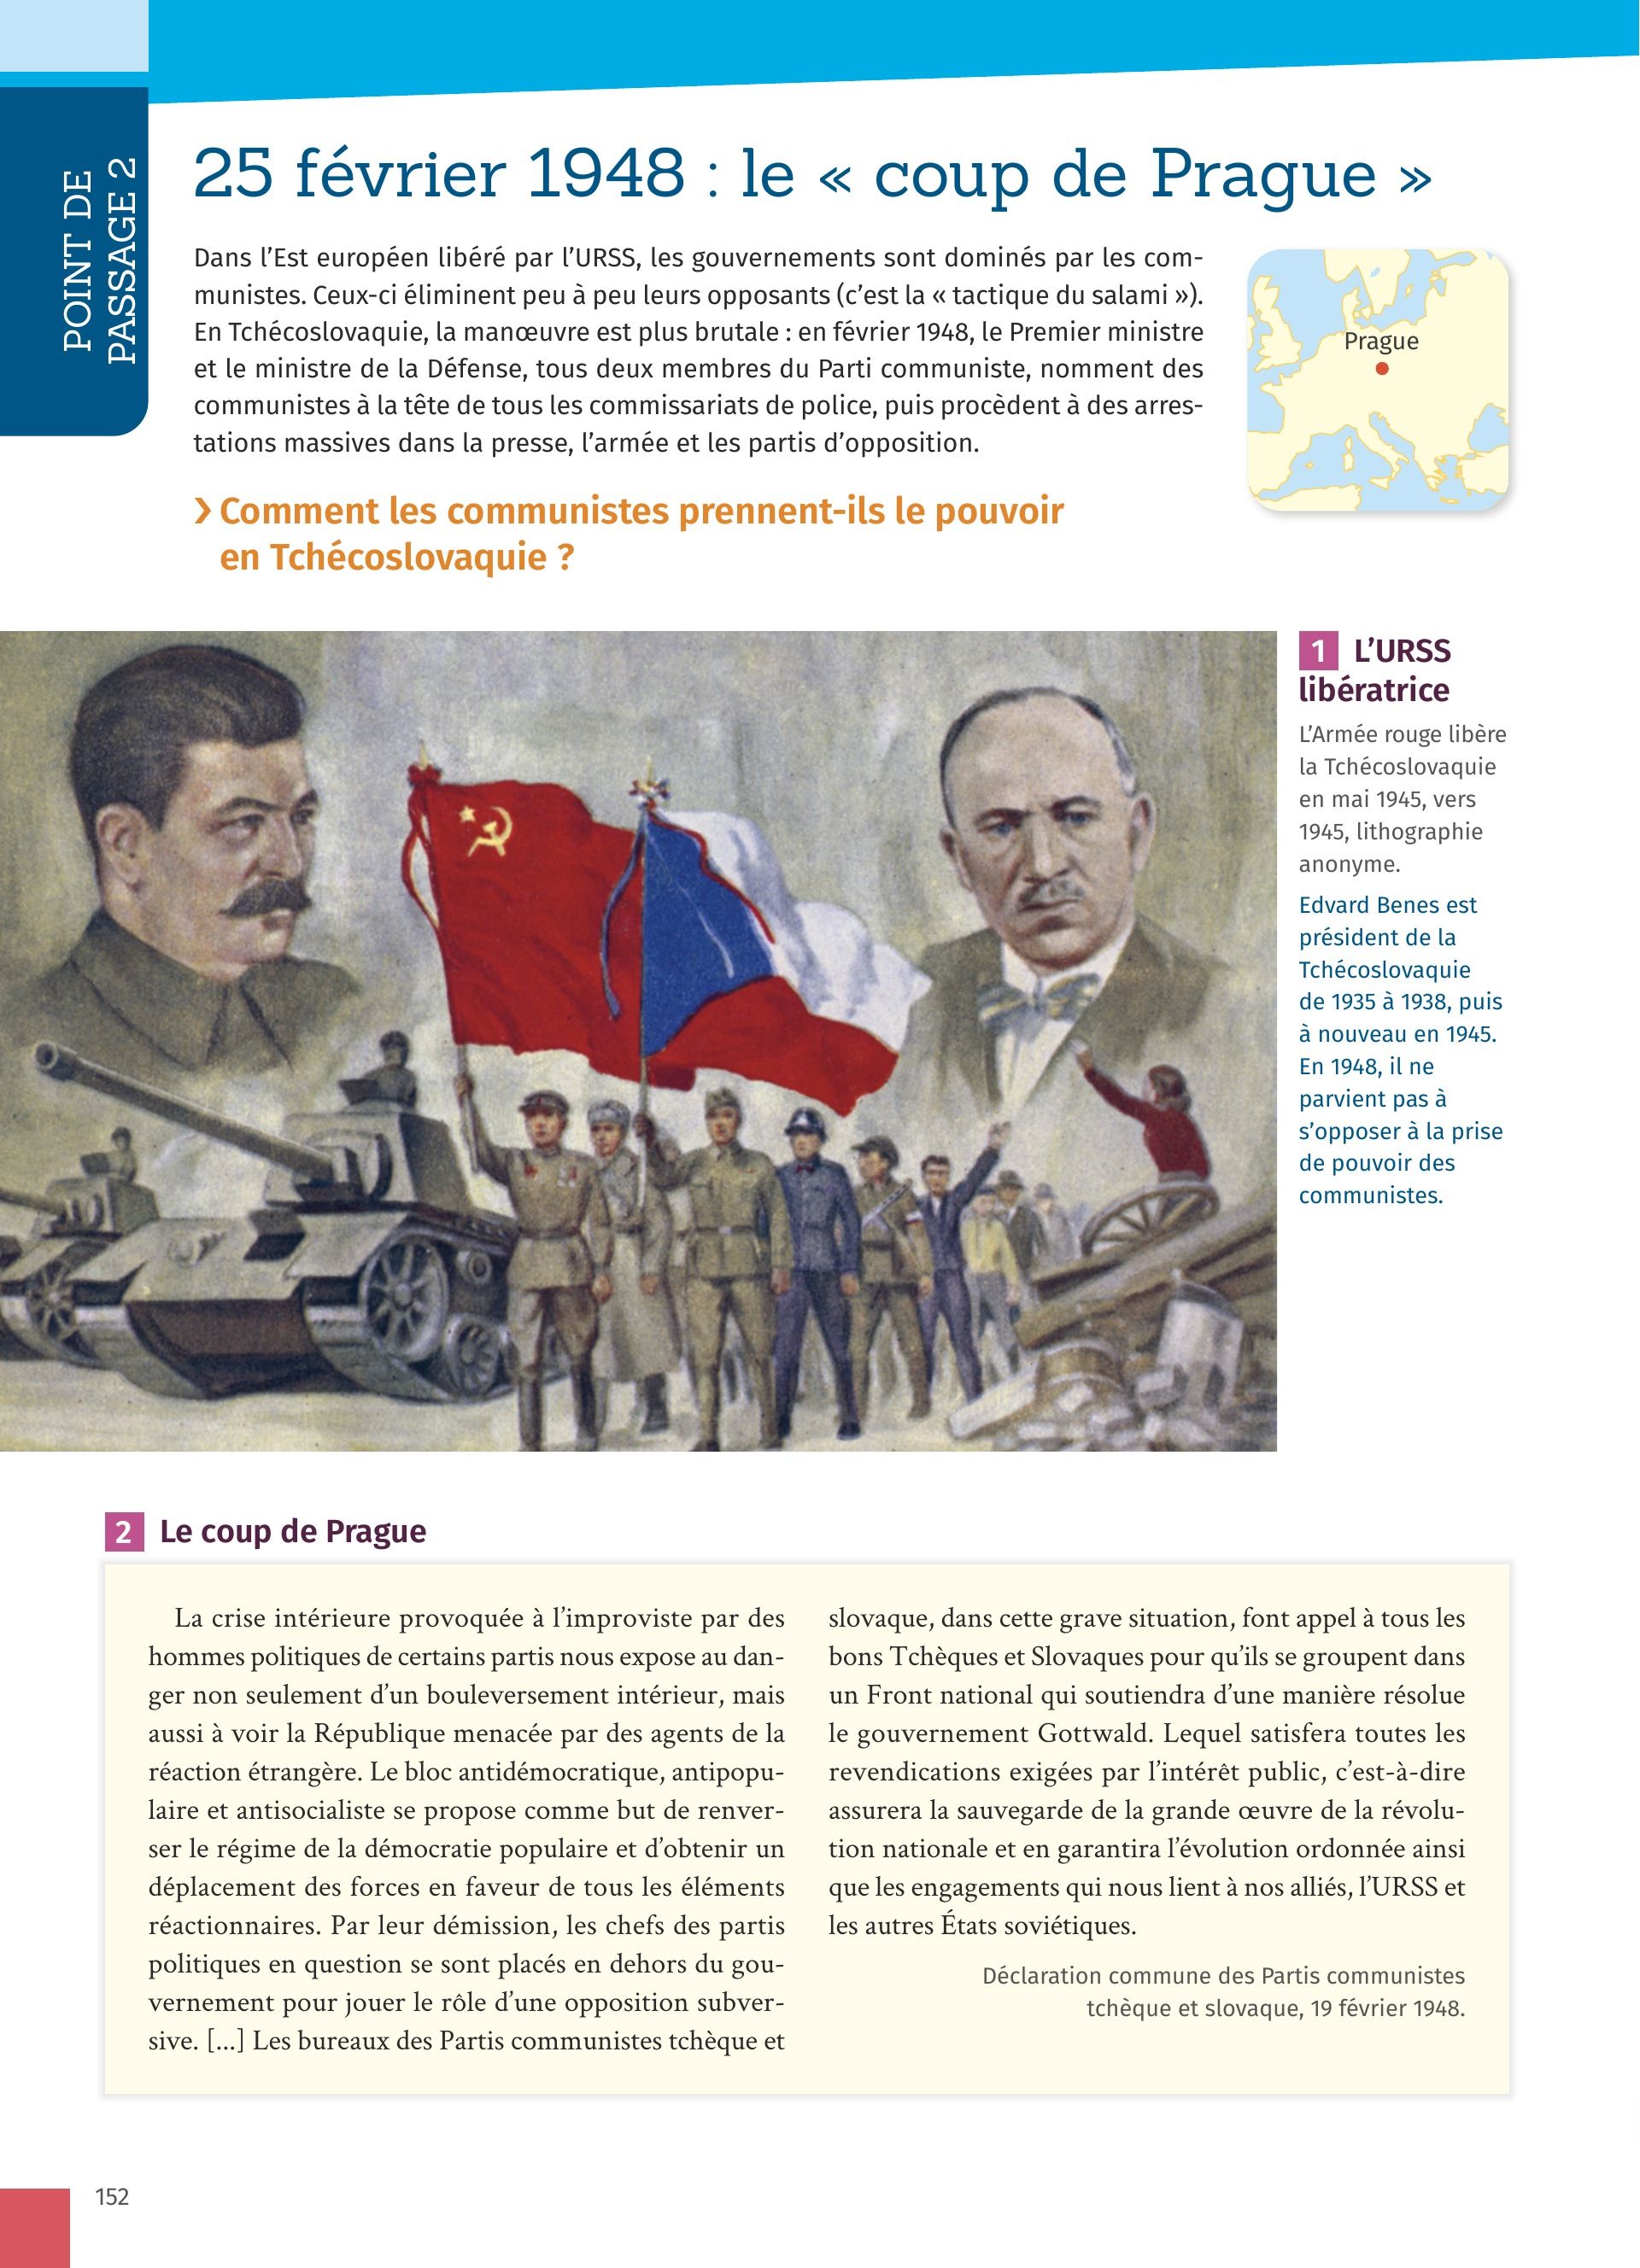 POINT DE
PASSAGE 2
25 février 1948 : le « coup de Prague »
Dans l’Est européen libéré par l’URSS, les gouvernements sont dominés par les com-
munistes. Ceux-ci éliminent peu à peu leurs opposants (c’est la « tactique du salami »).
En Tchécoslovaquie, la manœuvre est plus brutale : en février 1948, le Premier ministre
et le ministre de la Défense, tous deux membres du Parti communiste, nomment des
communistes à la tête de tous les commissariats de police, puis procèdent à des arres-
tations massives dans la presse, l’armée et les partis d’opposition.
Prague
› Comment les communistes prennent-ils le pouvoir
en Tchécoslovaquie ?
1 L’URSS
libératrice
L’Armée rouge libère
la Tchécoslovaquie
en mai 1945, vers
1945, lithographie
anonyme.
Edvard Benes est
président de la
Tchécoslovaquie
de 1935 à 1938, puis
à nouveau en 1945.
En 1948, il ne
parvient pas à
s’opposer à la prise
de pouvoir des
communistes.
2 Le coup de Prague
La crise intérieure provoquée à l’improviste par des
hommes politiques de certains partis nous expose au dan-
ger non seulement d’un bouleversement intérieur, mais
aussi à voir la République menacée par des agents de la
réaction étrangère. Le bloc antidémocratique, antipopu-
laire et antisocialiste se propose comme but de renver-
ser le régime de la démocratie populaire et d’obtenir un
déplacement des forces en faveur de tous les éléments
réactionnaires. Par leur démission, les chefs des partis
politiques en question se sont placés en dehors du gou-
vernement pour jouer le rôle d’une opposition subver-
sive. [...] Les bureaux des Partis communistes tchèque et
slovaque, dans cette grave situation, font appel à tous les
bons Tchèques et Slovaques pour qu’ils se groupent dans
un Front national qui soutiendra d’une manière résolue
le gouvernement Gottwald. Lequel satisfera toutes les
revendications exigées par l’intérêt public, c’est-à-dire
assurera la sauvegarde de la grande œuvre de la révolu-
tion nationale et en garantira l’évolution ordonnée ainsi
que les engagements qui nous lient à nos alliés, l’URSS et
les autres États soviétiques.
Déclaration commune des Partis communistes
tchèque et slovaque, 19 février 1948.
152